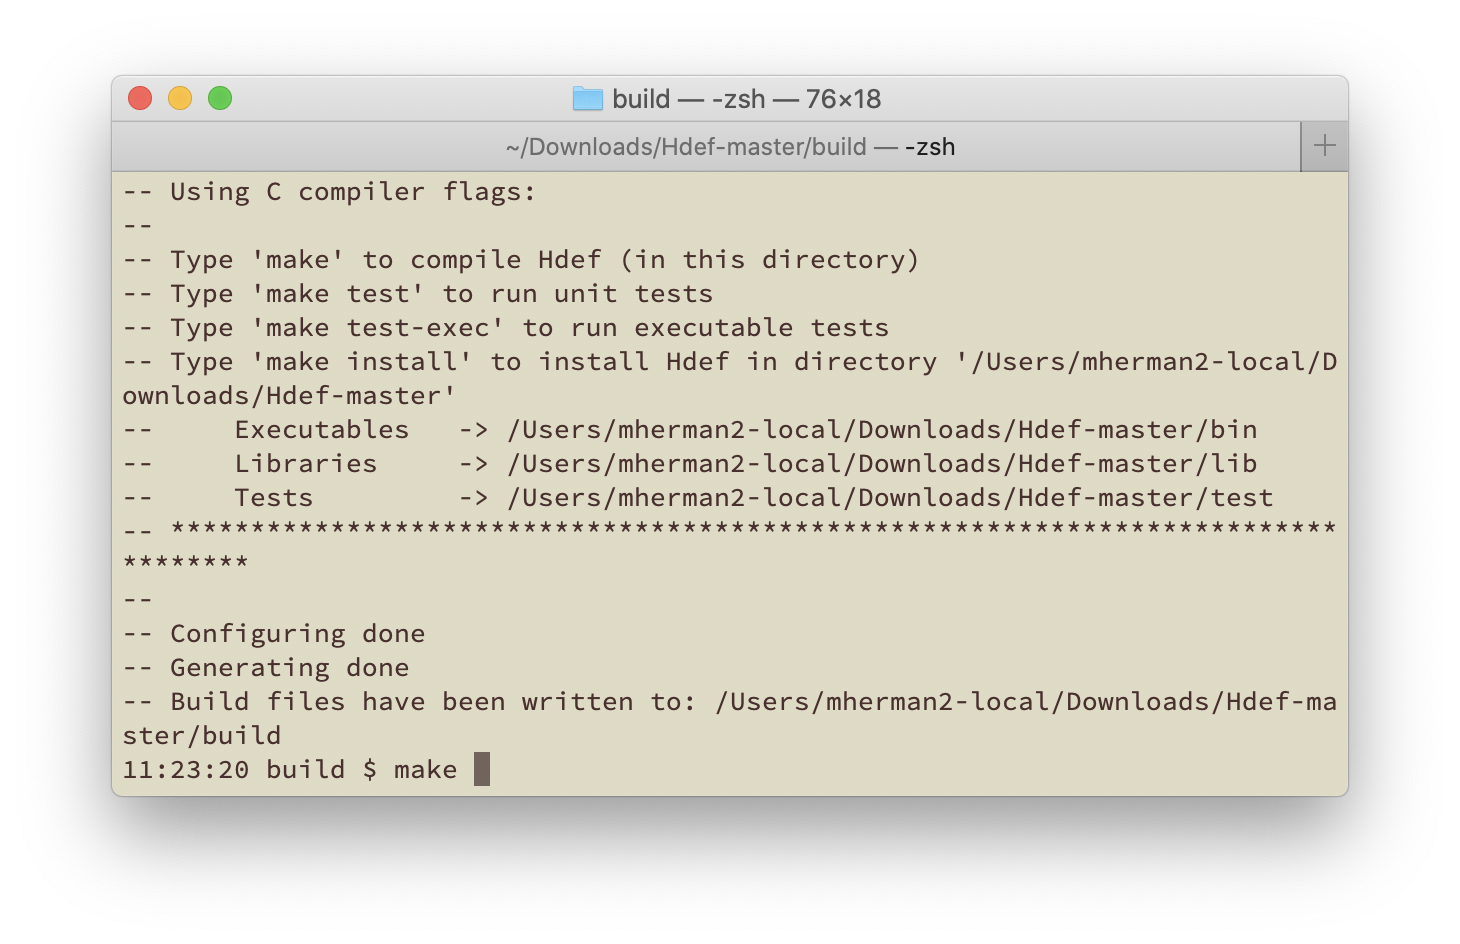 build — -zsh — 76×18
~/Downloads/Hdef-master/build — -zsh
-- Using C compiler flags:
--
-- Type 'make' to compile Hdef (in this directory)
-- Type 'make test' to run unit tests
-- Type 'make test-exec' to run executable tests
-- Type 'make install' to install Hdef in directory '/Users/mherman2-local/D
ownloads/Hdef-master'
--     Executables   -> /Users/mherman2-local/Downloads/Hdef-master/bin
--     Libraries     -> /Users/mherman2-local/Downloads/Hdef-master/lib
--     Tests         -> /Users/mherman2-local/Downloads/Hdef-master/test
-- *************************************************************************
********
--
-- Configuring done
-- Generating done
-- Build files have been written to: /Users/mherman2-local/Downloads/Hdef-ma
ster/build
11:23:20 build $ make